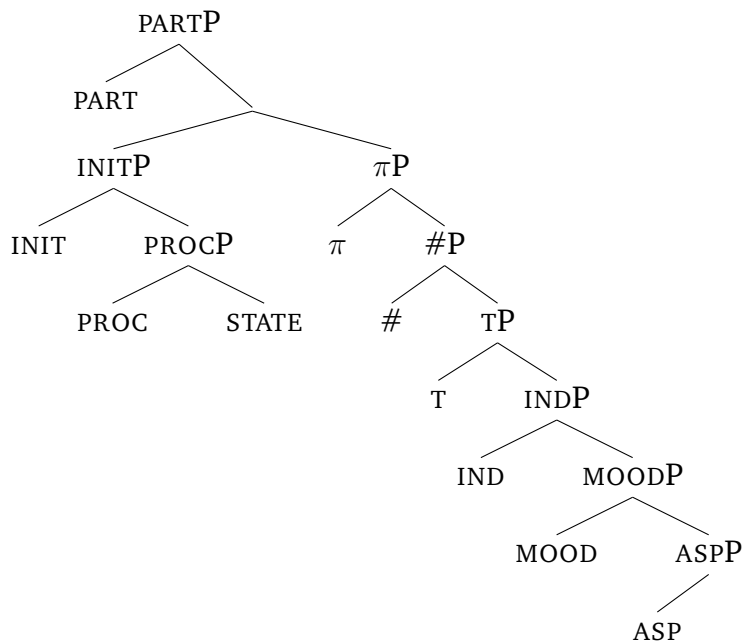 PARTP
PART
INITP πP
INIT PROCP π #P
PROC STATE # TP
T INDP
IND MOODP
MOOD ASPP
ASP